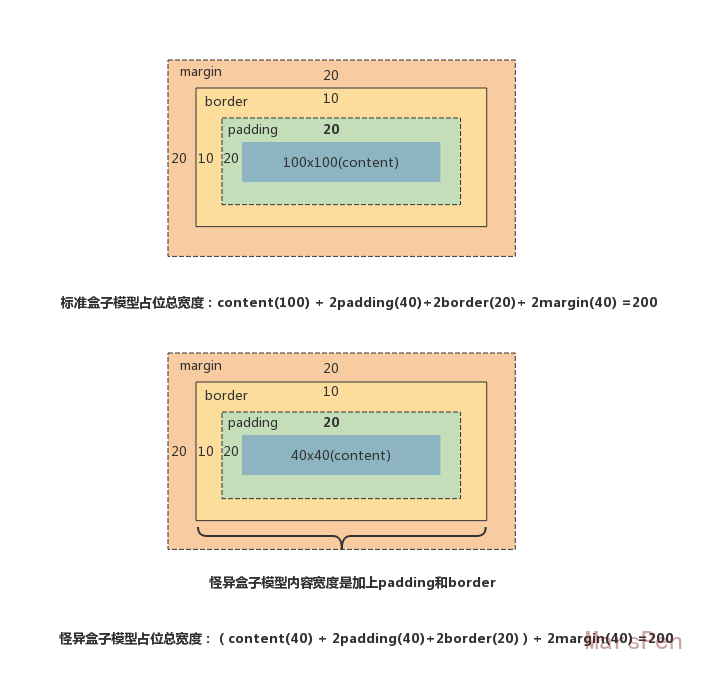 margin
20
border
10
padding
20
20
10
20
100x100(content)
标准盒子模型占位总宽度：content(100) + 2padding(40)+2border(20)+ 2margin(40) =200
margin
20
border
10
padding
20
20
10
20
40x40(content)
怪异盒子模型内容宽度是加上padding和border
怪异盒子模型占位总宽度：（content(40) + 2padding(40)+2border(20)）+ 2margin(40) =200
MarsPen